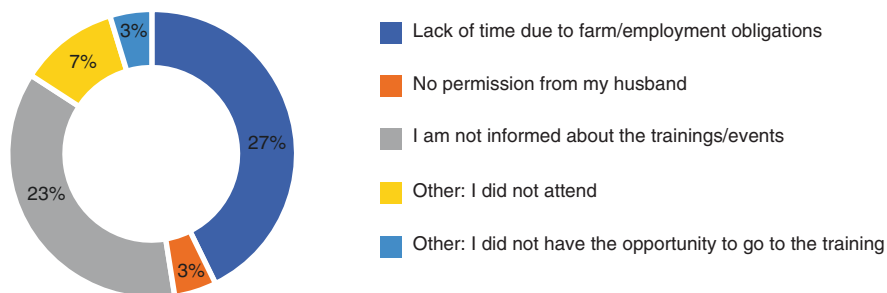 3%
7%
27%
23%
3%
Lack of time due to farm/employment obligations
No permission from my husband
I am not informed about the trainings/events
Other: I did not attend
Other: I did not have the opportunity to go to the training